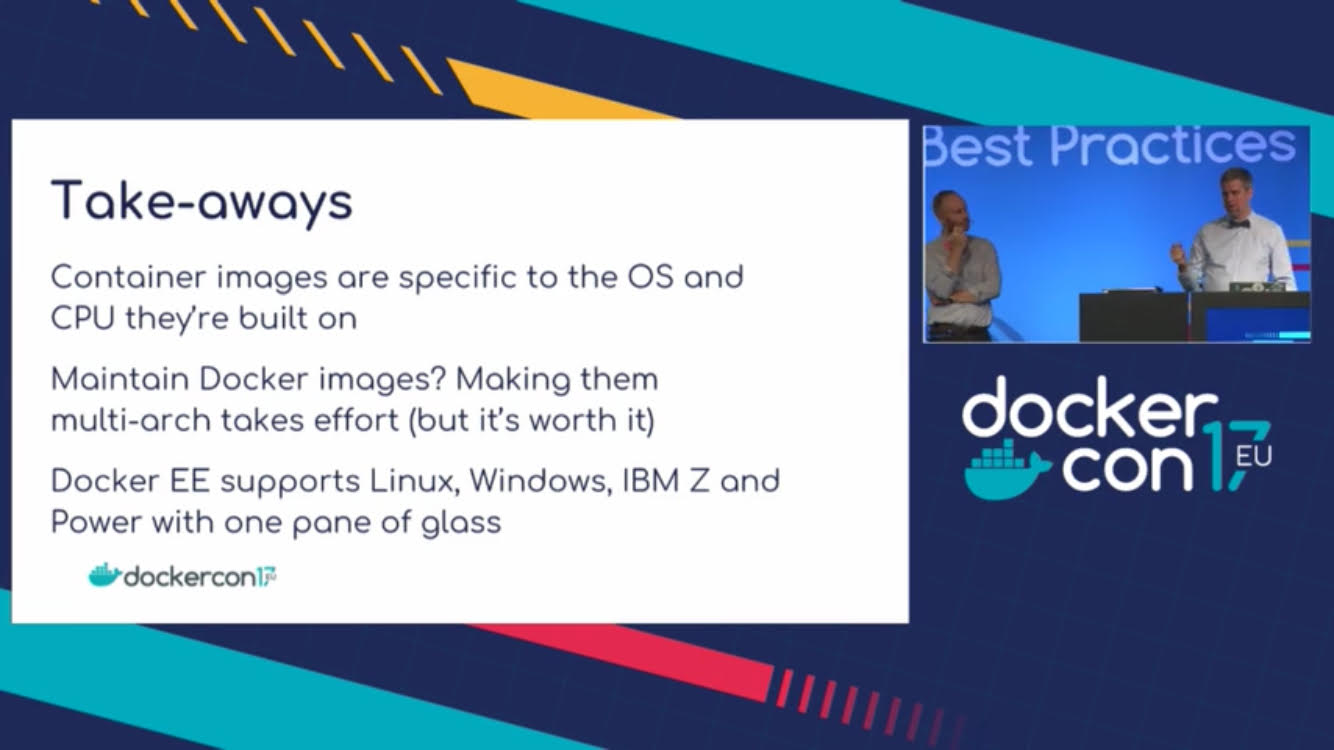 Take-aways
Container images are specific to the OS and
CPU they're built on
Maintain Docker images? Making them
multi-arch takes effort (but it's worth it)
Docker EE supports Linux, Windows, IBM Z and
Power with one pane of glass
dockercon17
EU
Best Practices
docker
con 17
EU